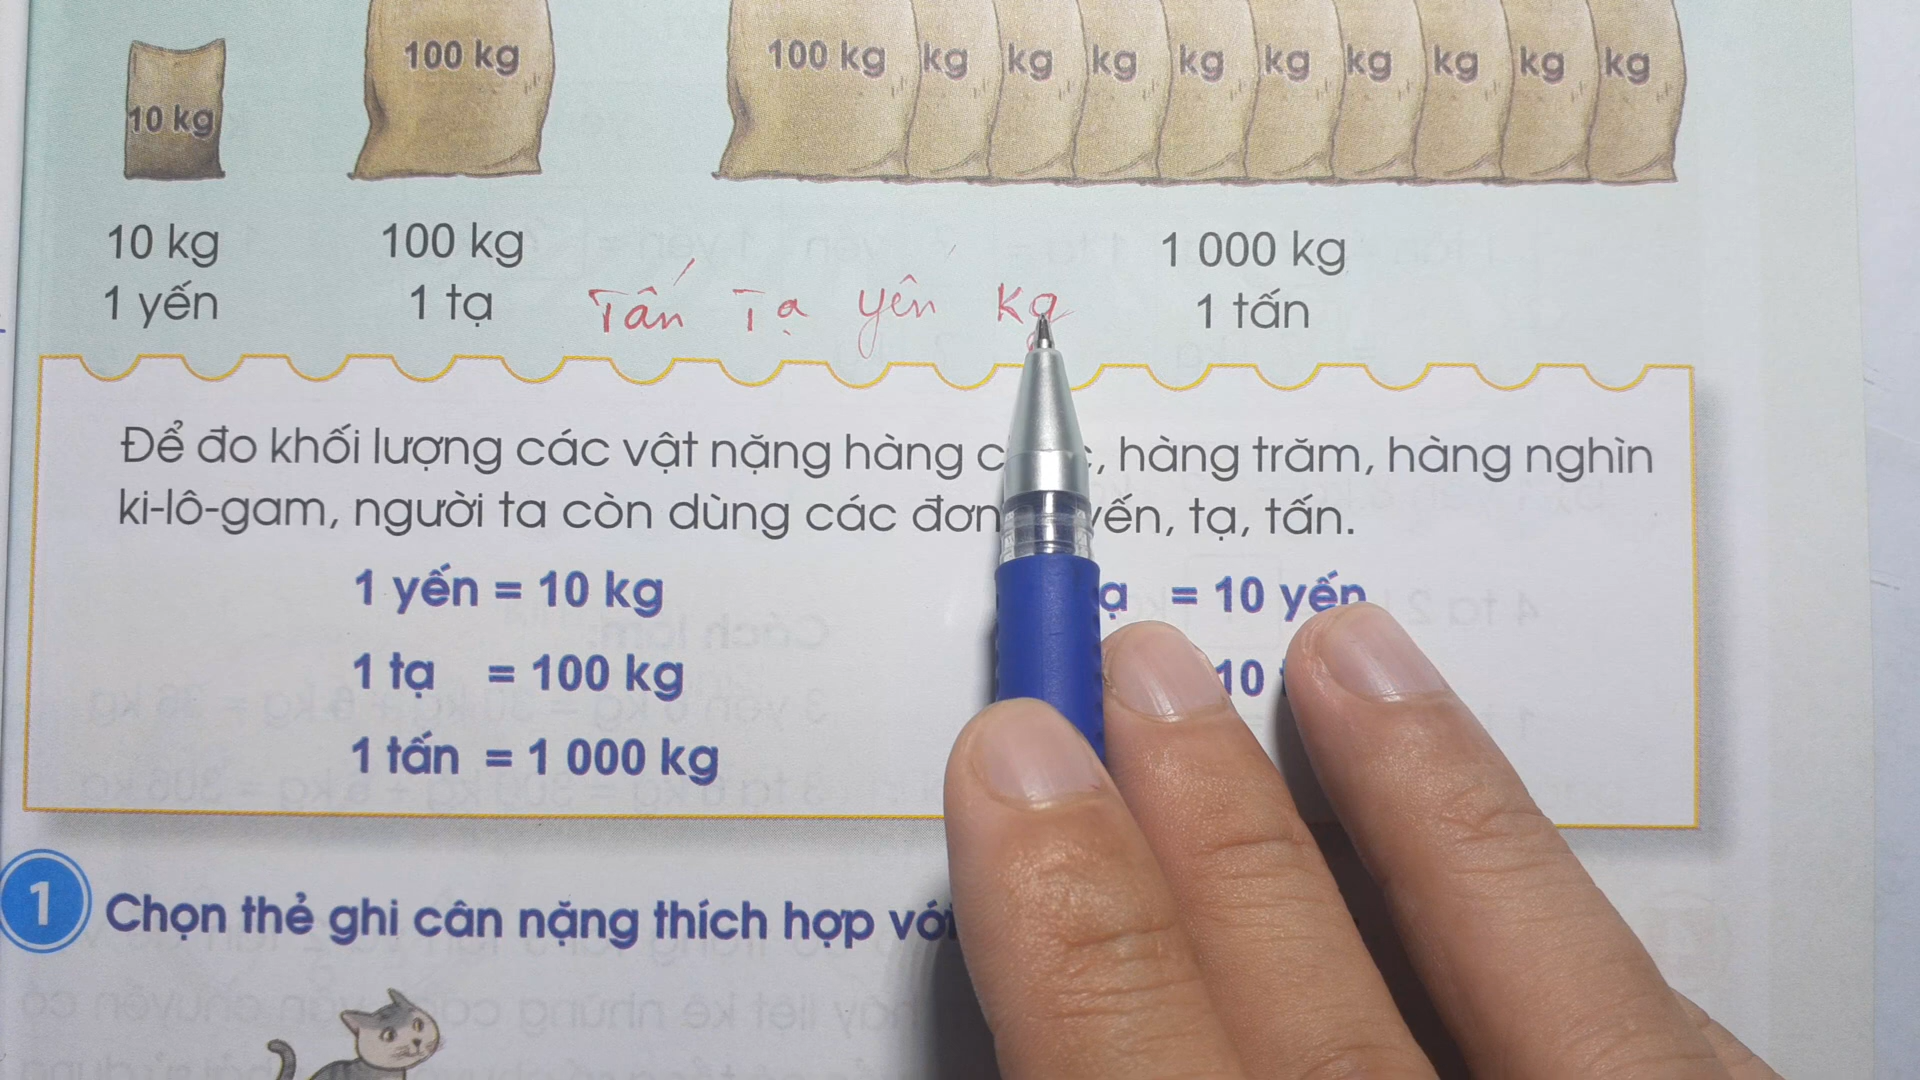 10 kg 100 kg 100 kg kg kg kg kg kg kg kg kg kg
10 kg 100 kg 1 000 kg
1 yến 1 tạ Tấn Tạ yên kg 1 tấn
Để đo khối lượng các vật nặng hàng , hàng trăm, hàng nghìn
ki-lô-gam, người ta còn dùng các đơn yến, tạ, tấn.
1 yến = 10 kg tạ = 10 yến
1 tạ = 100 kg 10
1 tấn = 1 000 kg
1 Chọn thẻ ghi cân nặng thích hợp với